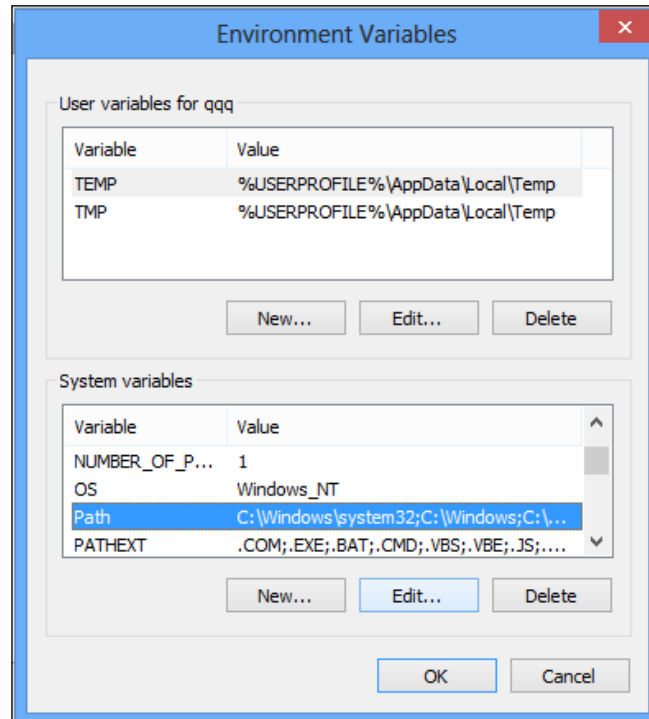 Environment Variables
User variables for qqq
Variable Value
TEMP %USERPROFILE%\AppData\Local\Temp
TMP %USERPROFILE%\AppData\Local\Temp
New... Edit... Delete
System variables
Variable Value
NUMBER_OF_P... 1
OS Windows_NT
Path C:\Windows\system32;C:\Windows;C:\...
PATHEXT .COM;.EXE;.BAT;.CMD;.VBS;.VBE;.JS;....
New... Edit... Delete
OK Cancel